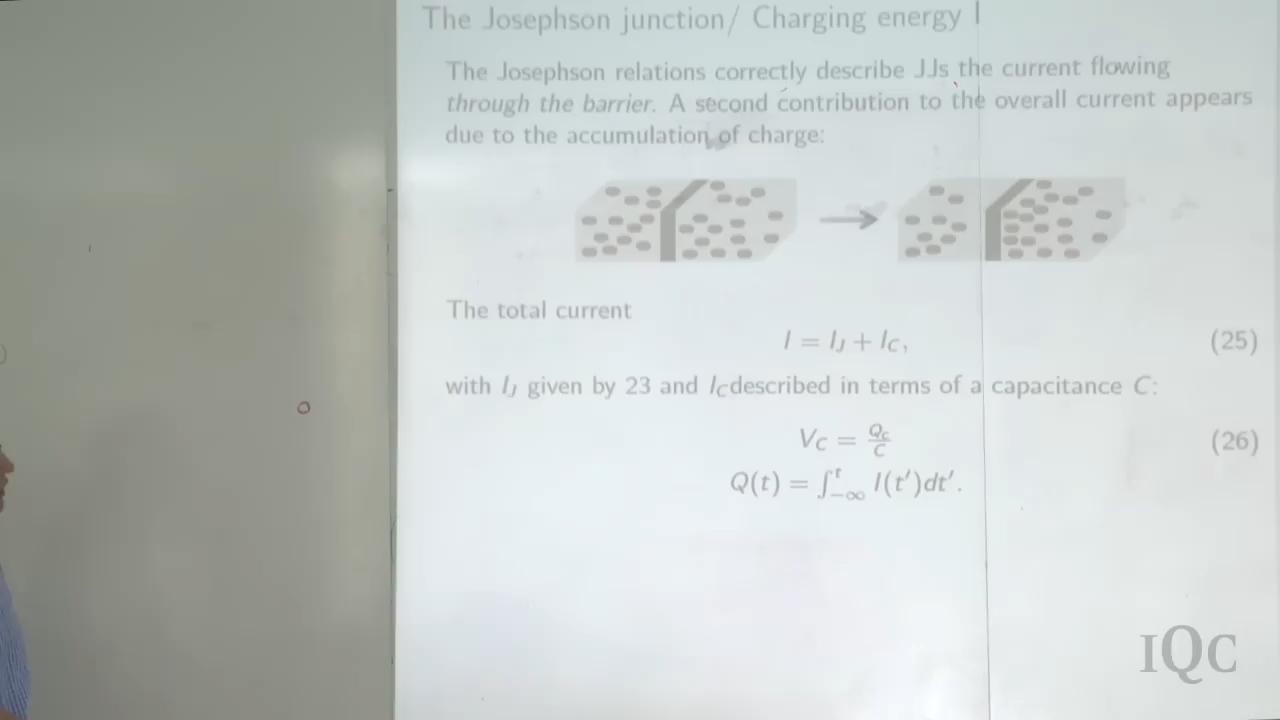 The Josephson junction/ Charging energy I
The Josephson relations correctly describe JJs the current flowing
through the barrier. A second contribution to the overall current appears
due to the accumulation of charge:
The total current
I = I_J + I_C, (25)
with I_J given by 23 and I_C described in terms of a capacitance C:
V_C = Q_C/C (26)
Q(t) = ∫_{-∞}^{t} I(t')dt'.
IQC